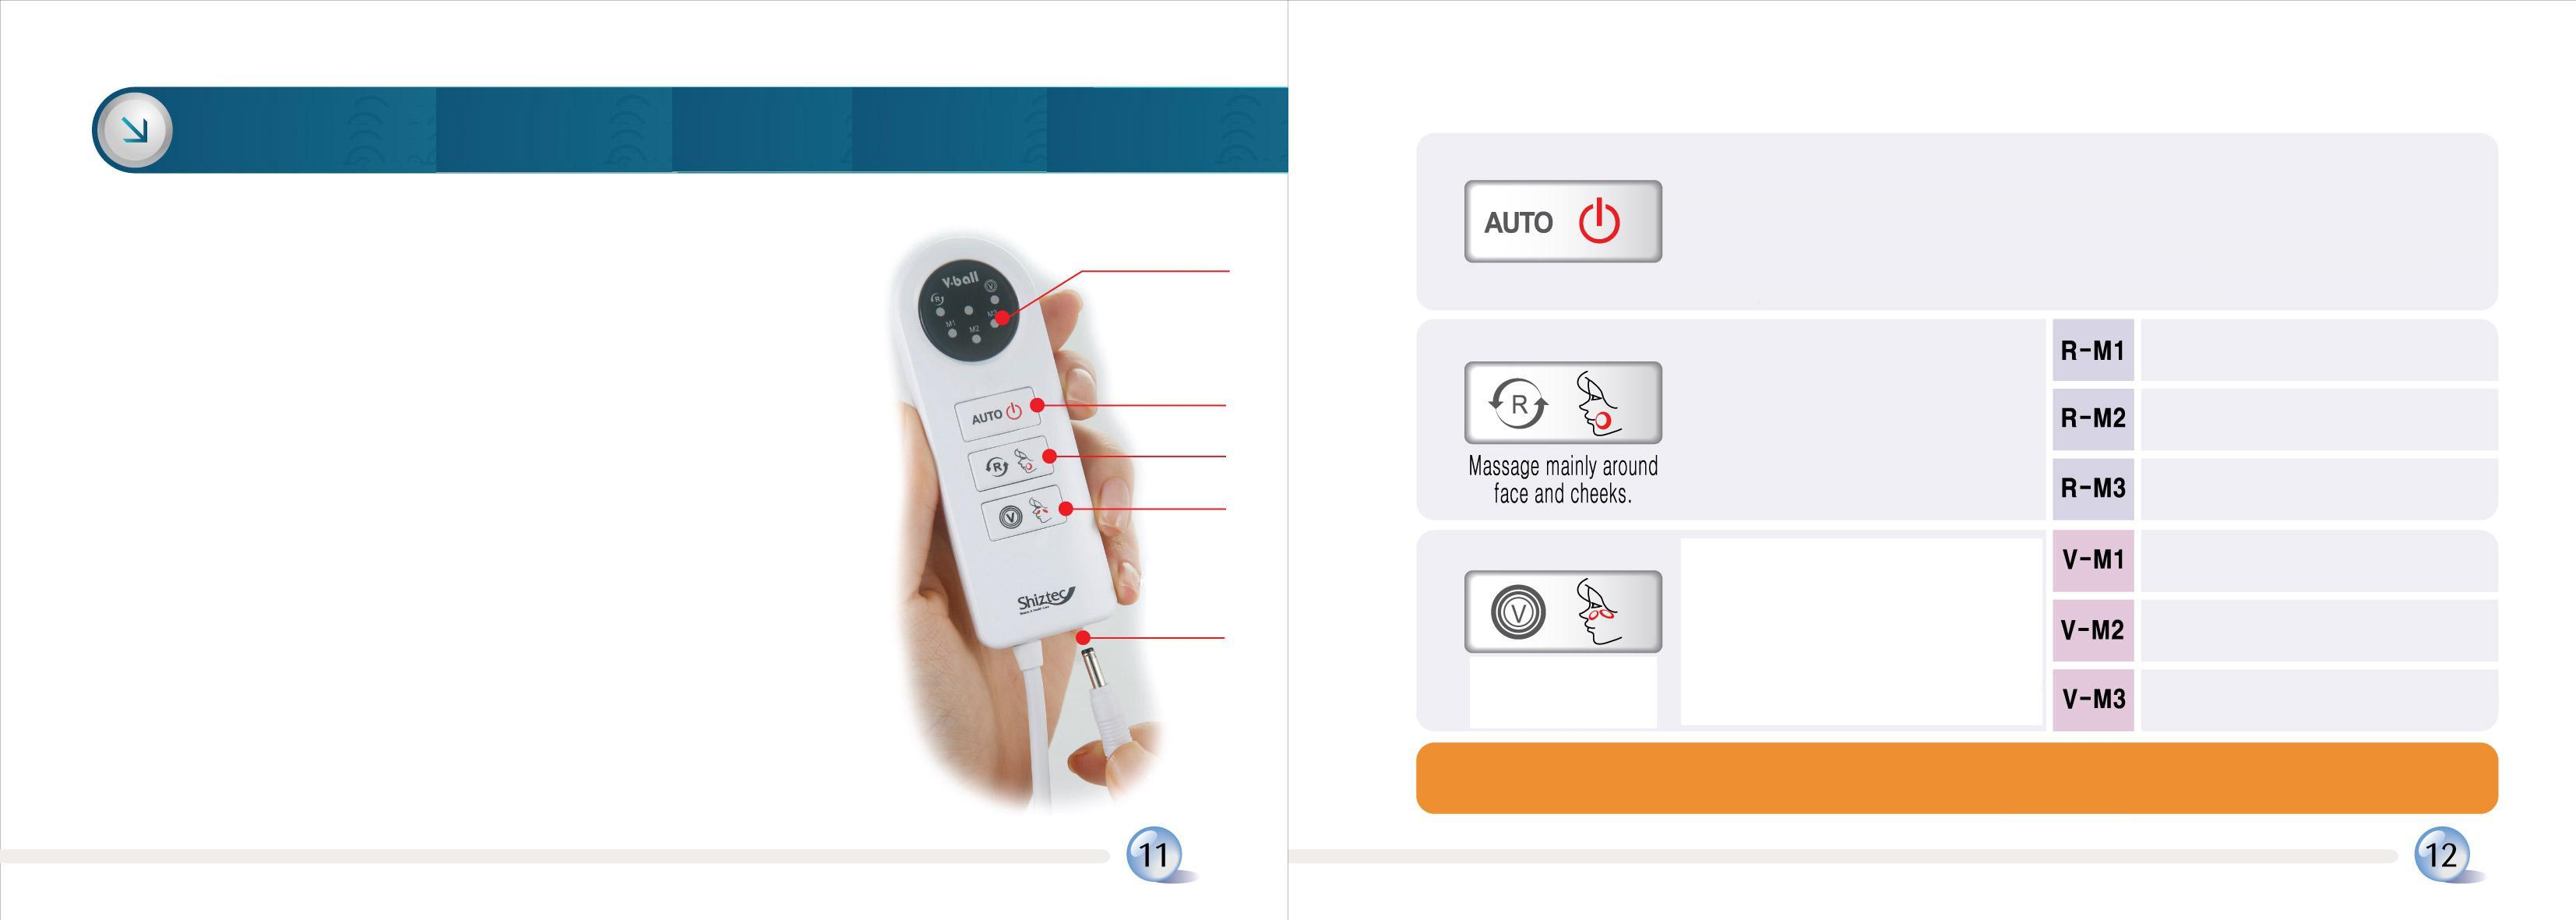 V-ball
R
V
M1
M2
M3
AUTO
R
V
Shiztec
11
AUTO
R
Massage mainly around
face and cheeks.
R-M1
R-M2
R-M3
V
V-M1
V-M2
V-M3
12